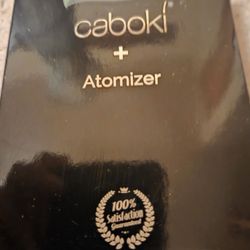 caboki
+
Atomizer
100%
Satisfaction
Guaranteed